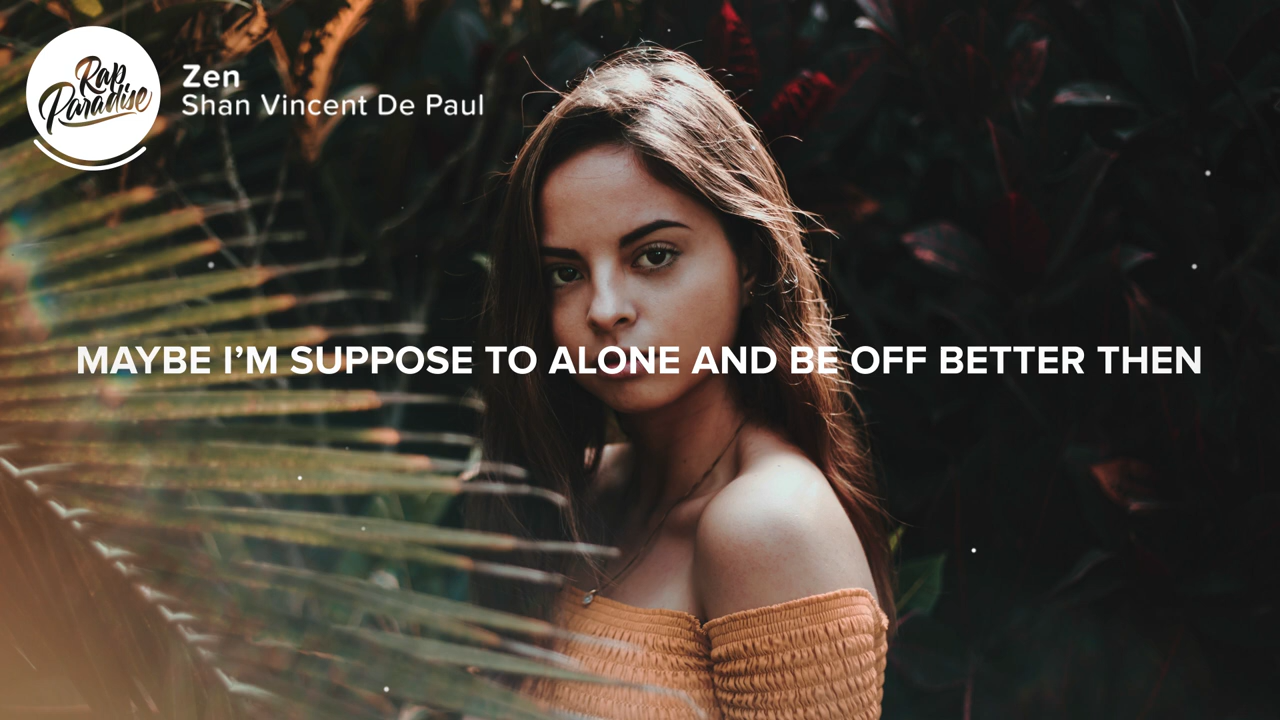 Rap
Paradise
Zen
Shan Vincent De Paul
MAYBE I’M SUPPOSE TO ALONE AND BE OFF BETTER THEN